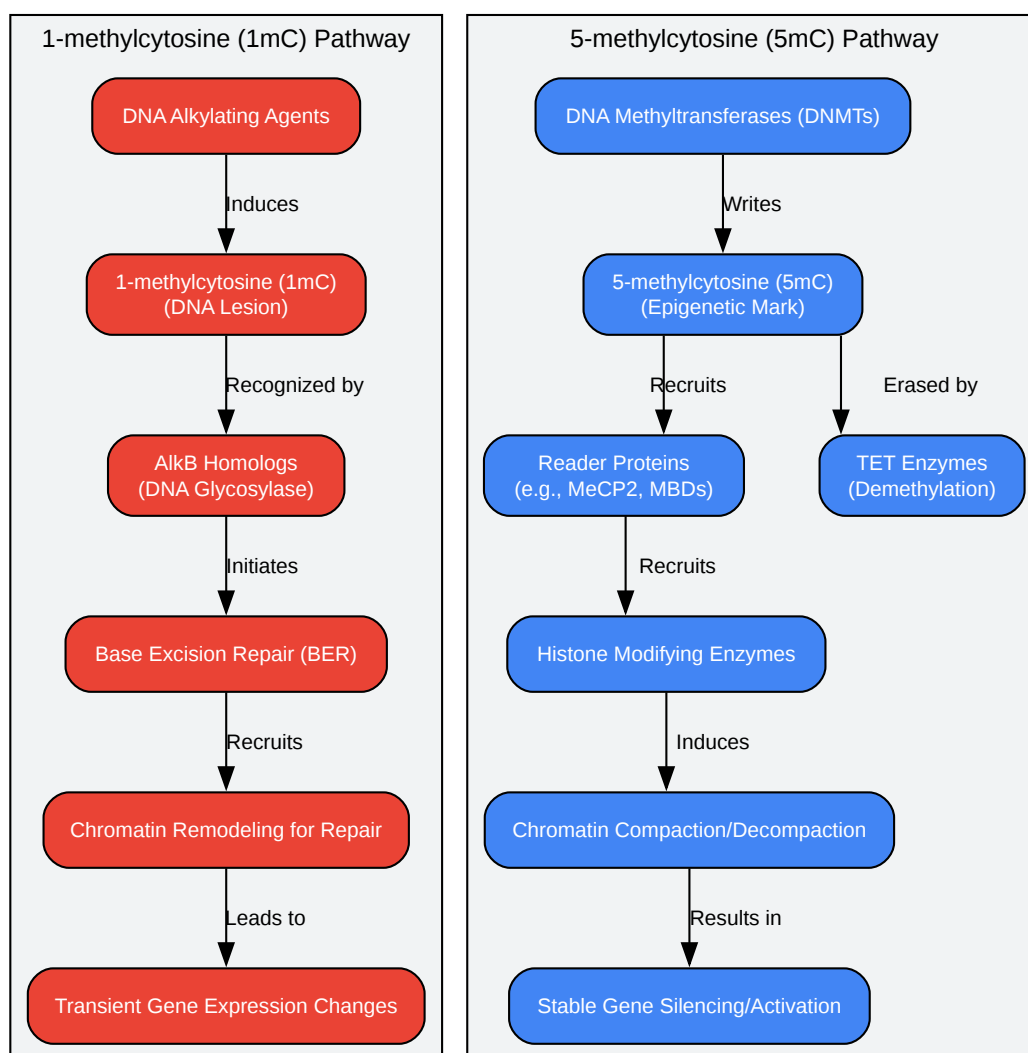 1-methylcytosine (1mC) Pathway
DNA Alkylating Agents
Induces
1-methylcytosine (1mC)
(DNA Lesion)
Recognized by
AlkB Homologs
(DNA Glycosylase)
Initiates
Base Excision Repair (BER)
Recruits
Chromatin Remodeling for Repair
Leads to
Transient Gene Expression Changes
5-methylcytosine (5mC) Pathway
DNA Methyltransferases (DNMTs)
Writes
5-methylcytosine (5mC)
(Epigenetic Mark)
Recruits
Erased by
Reader Proteins
(e.g., MeCP2, MBDs)
TET Enzymes
(Demethylation)
Recruits
Histone Modifying Enzymes
Induces
Chromatin Compaction/Decompaction
Results in
Stable Gene Silencing/Activation